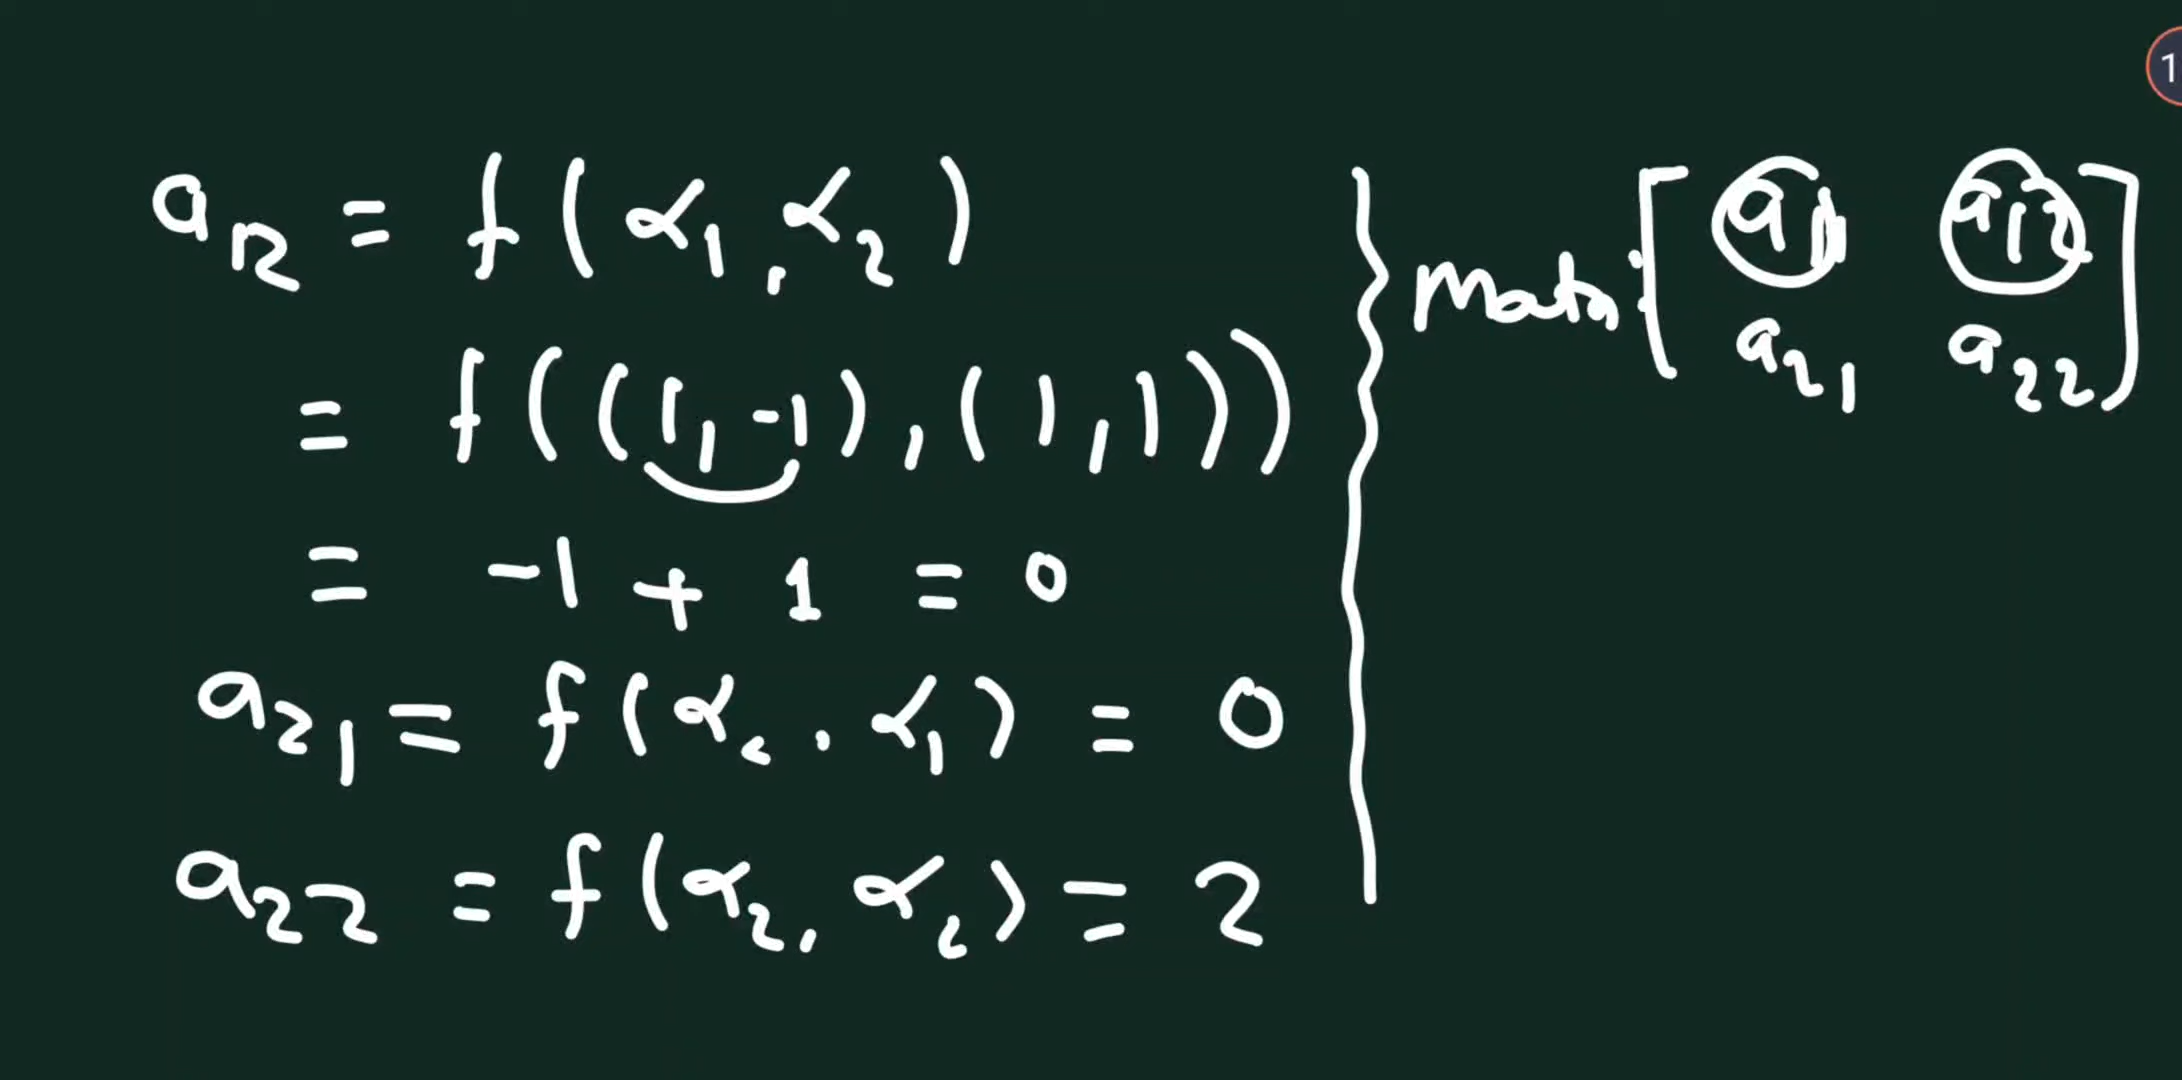 a₁₂ = f(α₁, α₂)
= f((1, -1), (1, 1))
= -1 + 1 = 0
a₂₁ = f(α₂, α₁) = 0
a₂₂ = f(α₂, α₂) = 2
[a₁₁ a₁₂
a₂₁ a₂₂]
1